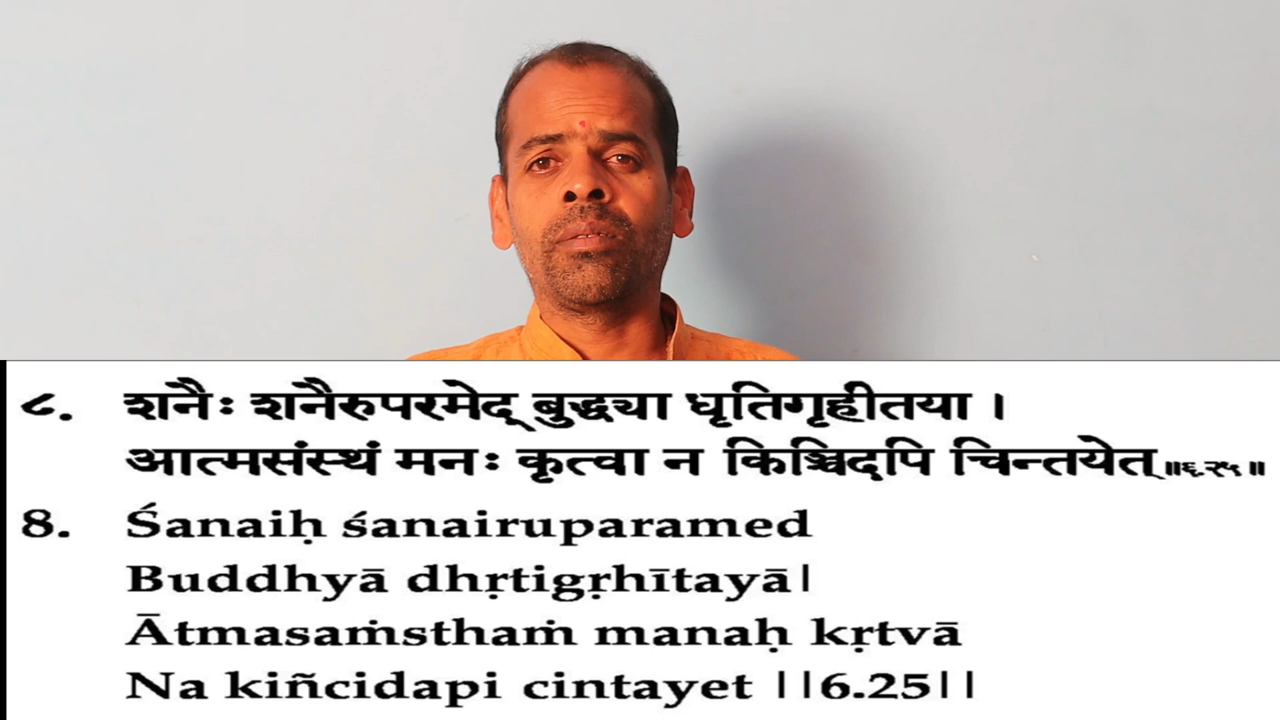 ८. शनैः शनैरुपरमेद् बुद्ध्या धृतिगृहीतया ।
आत्मसंस्थं मनः कृत्वा न किञ्चिदपि चिन्तयेत् ॥६.२५॥
8. Śanaiḥ śanairuparamed
Buddhyā dhṛtigṛhītayā|
Ātmasaṁsthaṁ manaḥ kṛtvā
Na kiñcidapi cintayet ||6.25||